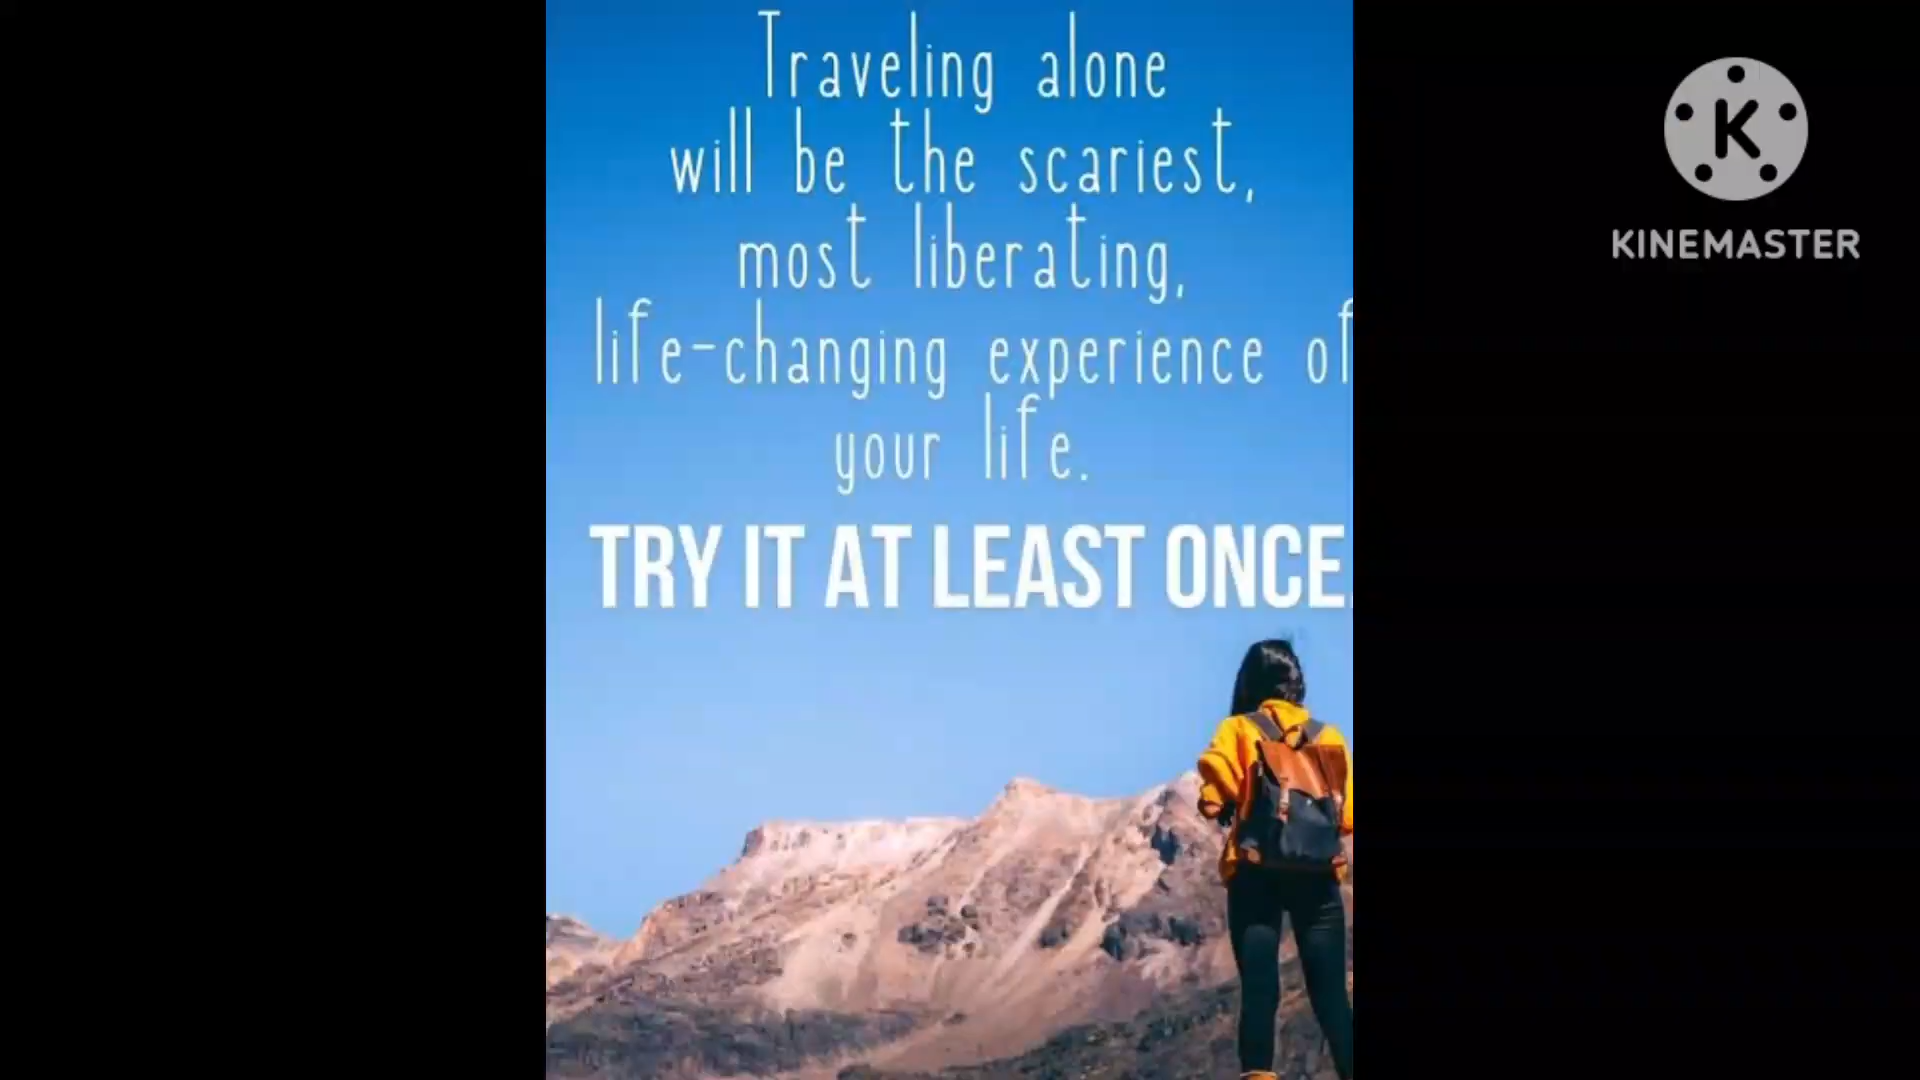 Traveling alone
will be the scariest,
most liberating,
life-changing experience of
your life.
TRY IT AT LEAST ONCE.
K
KINEMASTER